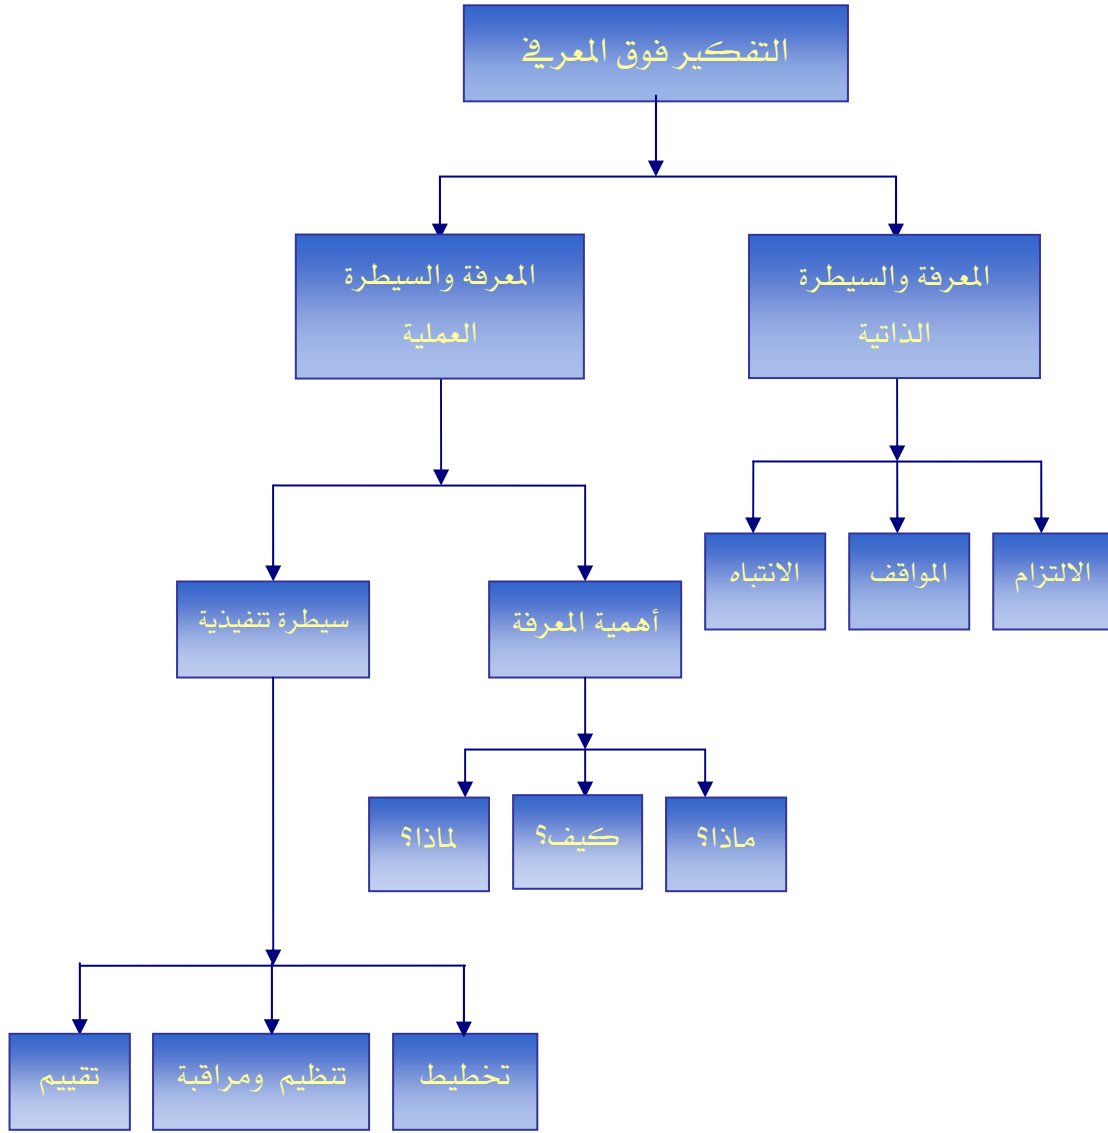 التفكير فوق المعرفي
المعرفة والسيطرة
الذاتية
المعرفة والسيطرة
العملية
الالتزام
المواقف
الانتباه
أهمية المعرفة
سيطرة تنفيذية
ماذا؟
كيف؟
لماذا؟
تخطيط
تنظيم ومراقبة
تقييم